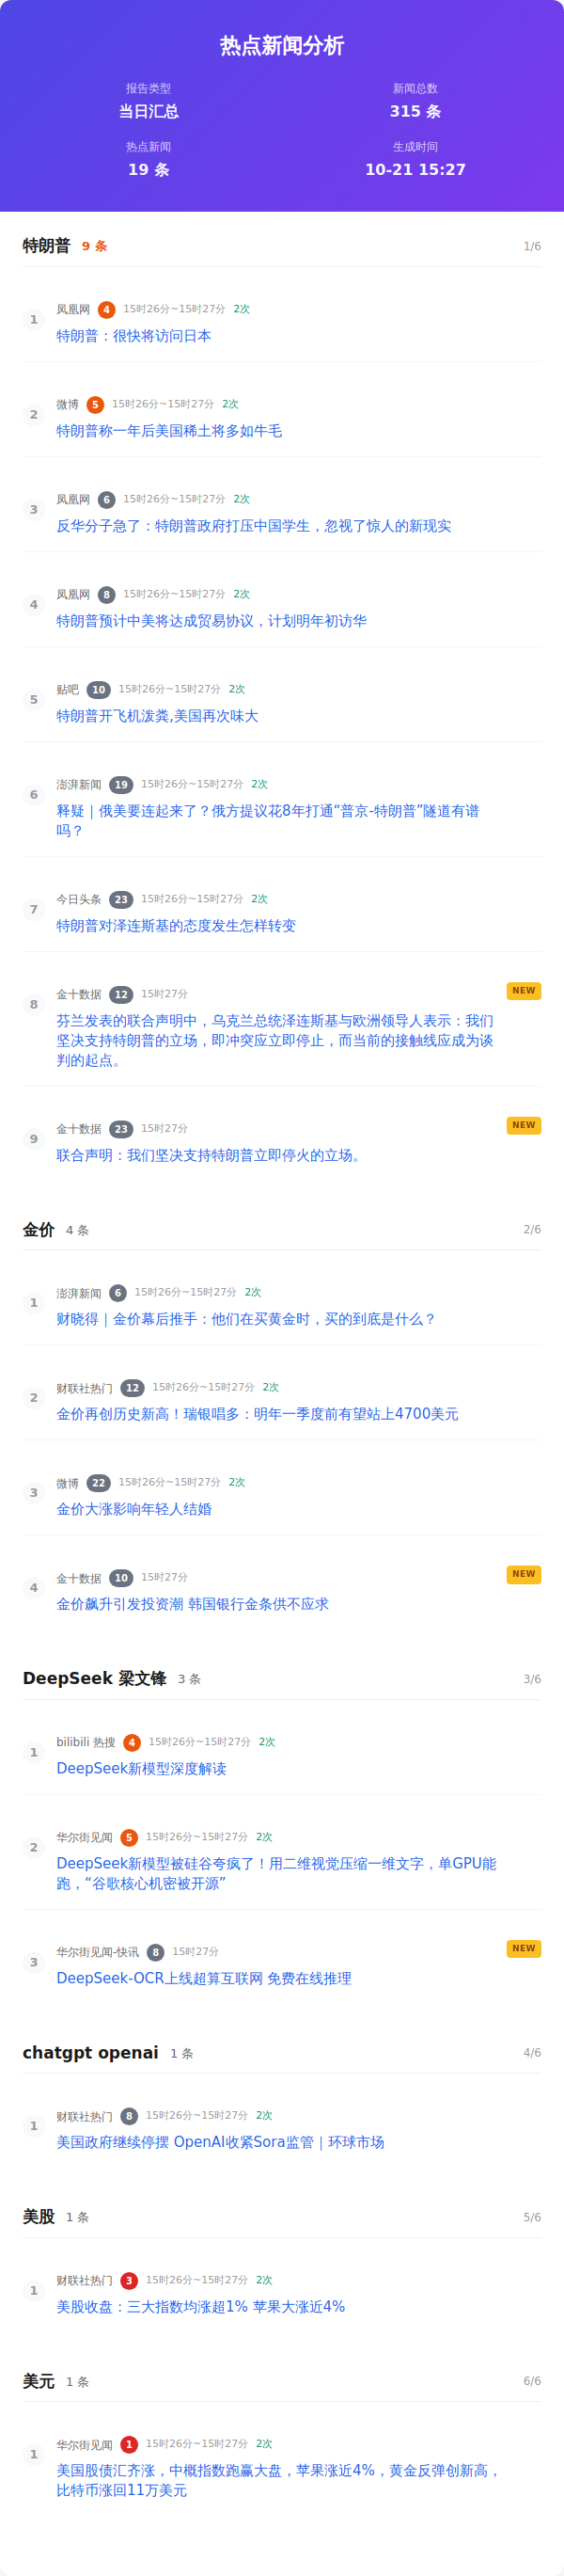 热点新闻分析
报告类型
新闻总数
当日汇总
315 条
热点新闻
生成时间
19 条
10-21 15:27
特朗普 9 条 1/6
1
凤凰网 4 15时26分~15时27分 2次
特朗普：很快将访问日本
2
微博 5 15时26分~15时27分 2次
特朗普称一年后美国稀土将多如牛毛
3
凤凰网 6 15时26分~15时27分 2次
反华分子急了：特朗普政府打压中国学生，忽视了惊人的新现实
4
凤凰网 8 15时26分~15时27分 2次
特朗普预计中美将达成贸易协议，计划明年初访华
5
贴吧 10 15时26分~15时27分 2次
特朗普开飞机泼粪,美国再次味大
6
澎湃新闻 19 15时26分~15时27分 2次
释疑｜俄美要连起来了？俄方提议花8年打通“普京-特朗普”隧道有谱
吗？
7
今日头条 23 15时26分~15时27分 2次
特朗普对泽连斯基的态度发生怎样转变
8
金十数据 12 15时27分 NEW
芬兰发表的联合声明中，乌克兰总统泽连斯基与欧洲领导人表示：我们
坚决支持特朗普的立场，即冲突应立即停止，而当前的接触线应成为谈
判的起点。
9
金十数据 23 15时27分 NEW
联合声明：我们坚决支持特朗普立即停火的立场。
金价 4 条 2/6
1
澎湃新闻 6 15时26分~15时27分 2次
财晓得｜金价幕后推手：他们在买黄金时，买的到底是什么？
2
财联社热门 12 15时26分~15时27分 2次
金价再创历史新高！瑞银唱多：明年一季度前有望站上4700美元
3
微博 22 15时26分~15时27分 2次
金价大涨影响年轻人结婚
4
金十数据 10 15时27分 NEW
金价飙升引发投资潮 韩国银行金条供不应求
DeepSeek 梁文锋 3 条 3/6
1
bilibili 热搜 4 15时26分~15时27分 2次
DeepSeek新模型深度解读
2
华尔街见闻 5 15时26分~15时27分 2次
DeepSeek新模型被硅谷夸疯了！用二维视觉压缩一维文字，单GPU能
跑，“谷歌核心机密被开源”
3
华尔街见闻-快讯 8 15时27分 NEW
DeepSeek-OCR上线超算互联网 免费在线推理
chatgpt openai 1 条 4/6
1
财联社热门 8 15时26分~15时27分 2次
美国政府继续停摆 OpenAI收紧Sora监管｜环球市场
美股 1 条 5/6
1
财联社热门 3 15时26分~15时27分 2次
美股收盘：三大指数均涨超1% 苹果大涨近4%
美元 1 条 6/6
1
华尔街见闻 1 15时26分~15时27分 2次
美国股债汇齐涨，中概指数跑赢大盘，苹果涨近4%，黄金反弹创新高，
比特币涨回11万美元